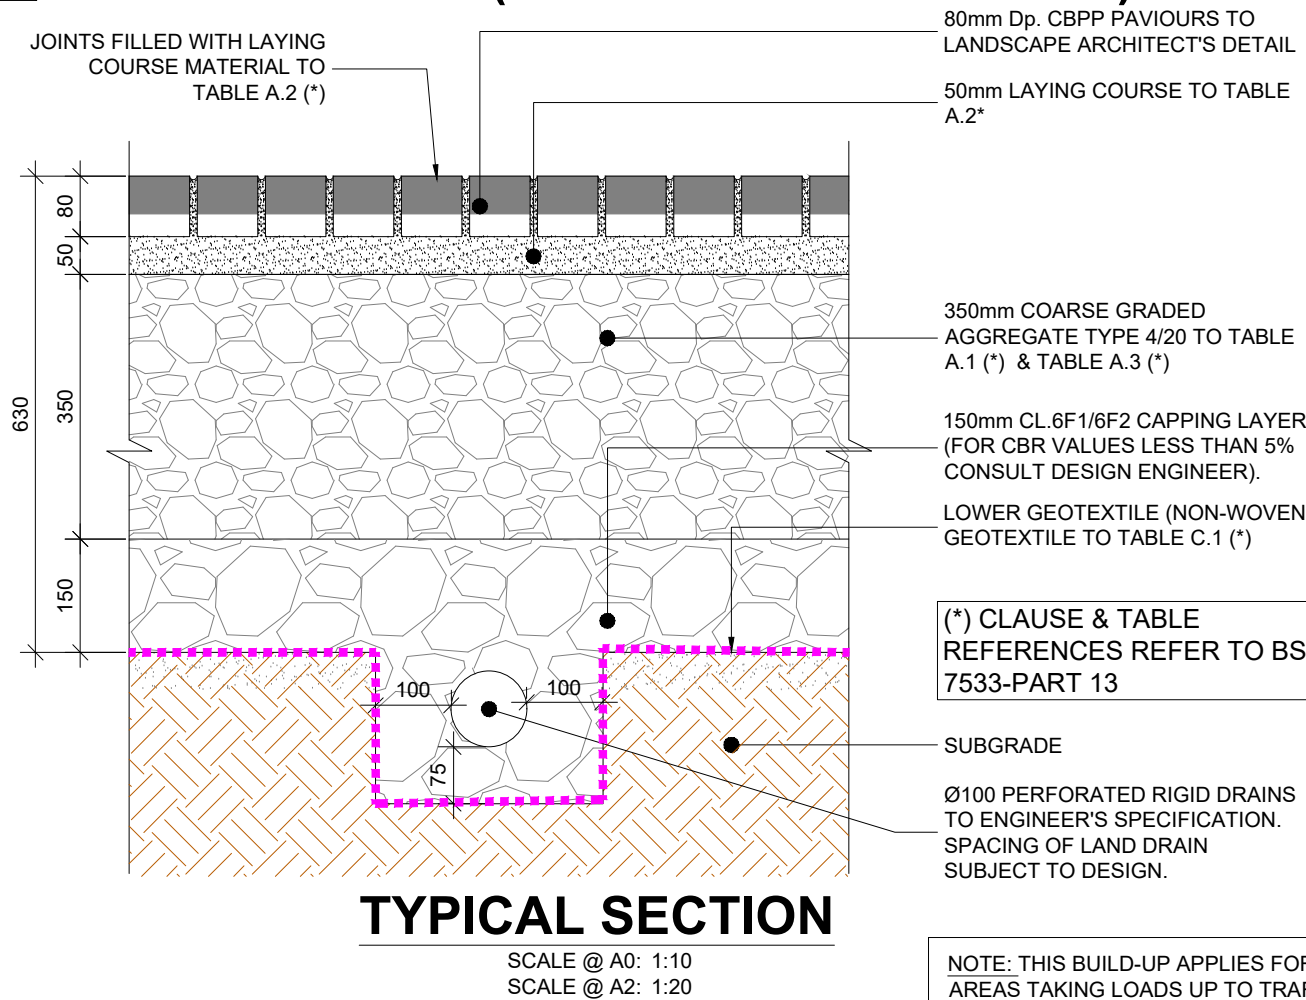 JOINTS FILLED WITH LAYING
COURSE MATERIAL TO
TABLE A.2 (*)
80mm Dp. CBPP PAVIOURS TO
LANDSCAPE ARCHITECT'S DETAIL
50mm LAYING COURSE TO TABLE
A.2*
80
50
350
630
150
350mm COARSE GRADED
AGGREGATE TYPE 4/20 TO TABLE
A.1 (*) & TABLE A.3 (*)
150mm CL.6F1/6F2 CAPPING LAYER
(FOR CBR VALUES LESS THAN 5%
CONSULT DESIGN ENGINEER).
LOWER GEOTEXTILE (NON-WOVEN
GEOTEXTILE TO TABLE C.1 (*)
(*) CLAUSE & TABLE
REFERENCES REFER TO BS
7533-PART 13
100
100
75
SUBGRADE
Ø100 PERFORATED RIGID DRAINS
TO ENGINEER'S SPECIFICATION.
SPACING OF LAND DRAIN
SUBJECT TO DESIGN.
TYPICAL SECTION
SCALE @ A0: 1:10
SCALE @ A2: 1:20
NOTE: THIS BUILD-UP APPLIES FOR
AREAS TAKING LOADS UP TO